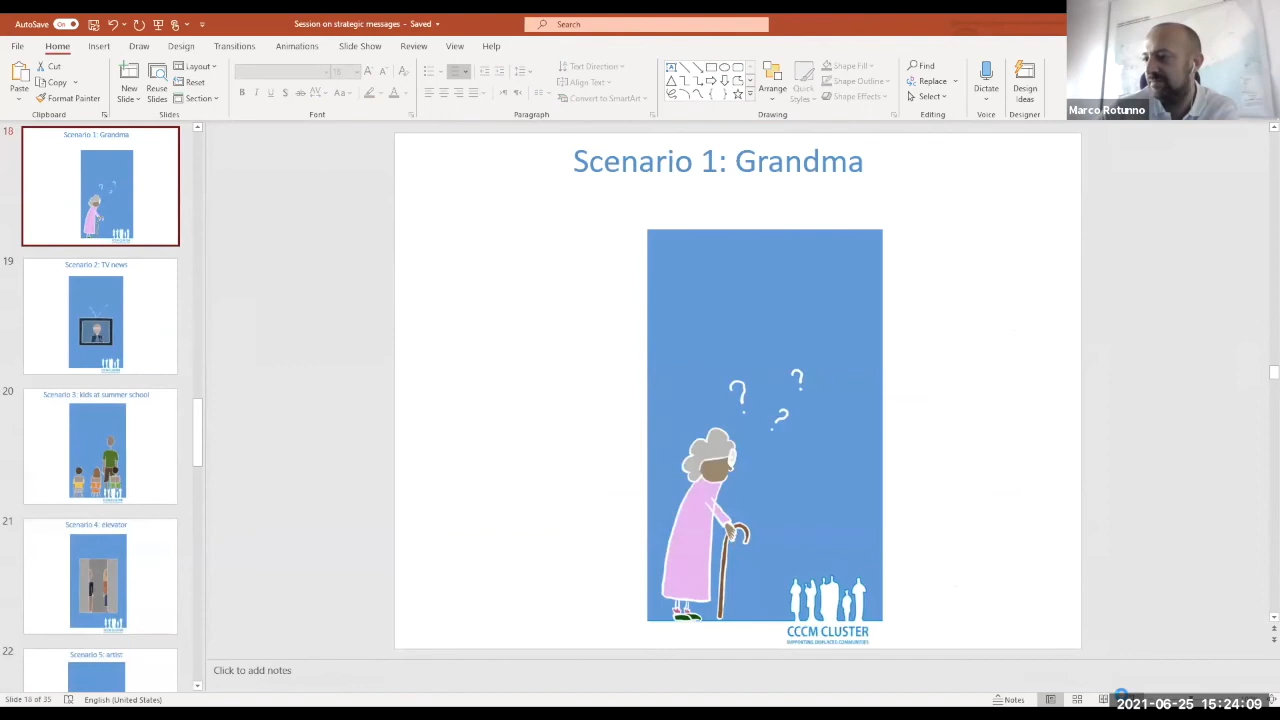 AutoSave On
Session on strategic messages - Saved
Search
File Home Insert Draw Design Transitions Animations Slide Show Review View Help
Paste
Cut
Copy
Format Painter
Clipboard
New Slide
Reuse Slides
Layout
Reset
Section
Slides
B I U S
Aa
Font
Text Direction
Align Text
Convert to SmartArt
Paragraph
Arrange
Quick Styles
Shape Fill
Shape Outline
Shape Effects
Drawing
Find
Replace
Select
Editing
Dictate
Voice
Design Ideas
Designer
Marco Rotunno
18
Scenario 1: Grandma
19
Scenario 2: TV news
20
Scenario 3: kids at summer school
21
Scenario 4: elevator
22
Scenario 5: artist
Scenario 1: Grandma
? ? ?
CCCM CLUSTER
SUPPORTING DISPLACED COMMUNITIES
Click to add notes
Slide 18 of 35
English (United States)
Notes
2021-06-25 15:24:09